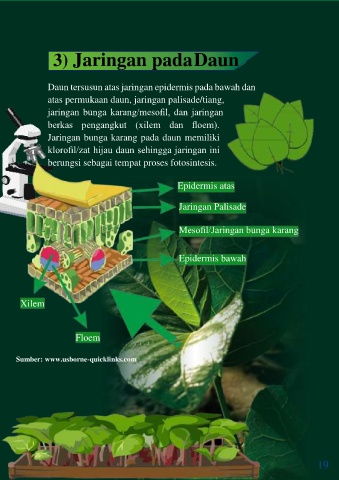 3) Jaringan pada Daun
Daun tersusun atas jaringan epidermis pada bawah dan
atas permukaan daun, jaringan palisade/tiang,
jaringan bunga karang/mesofil, dan jaringan
berkas pengangkut (xilem dan floem).
Jaringan bunga karang pada daun memiliki
klorofil/zat hijau daun sehingga jaringan ini
berungsi sebagai tempat proses fotosintesis.
Epidermis atas
Jaringan Palisade
Mesofil/Jaringan bunga karang
Epidermis bawah
Xilem
Floem
Sumber: www.usborne-quicklinks.com
19